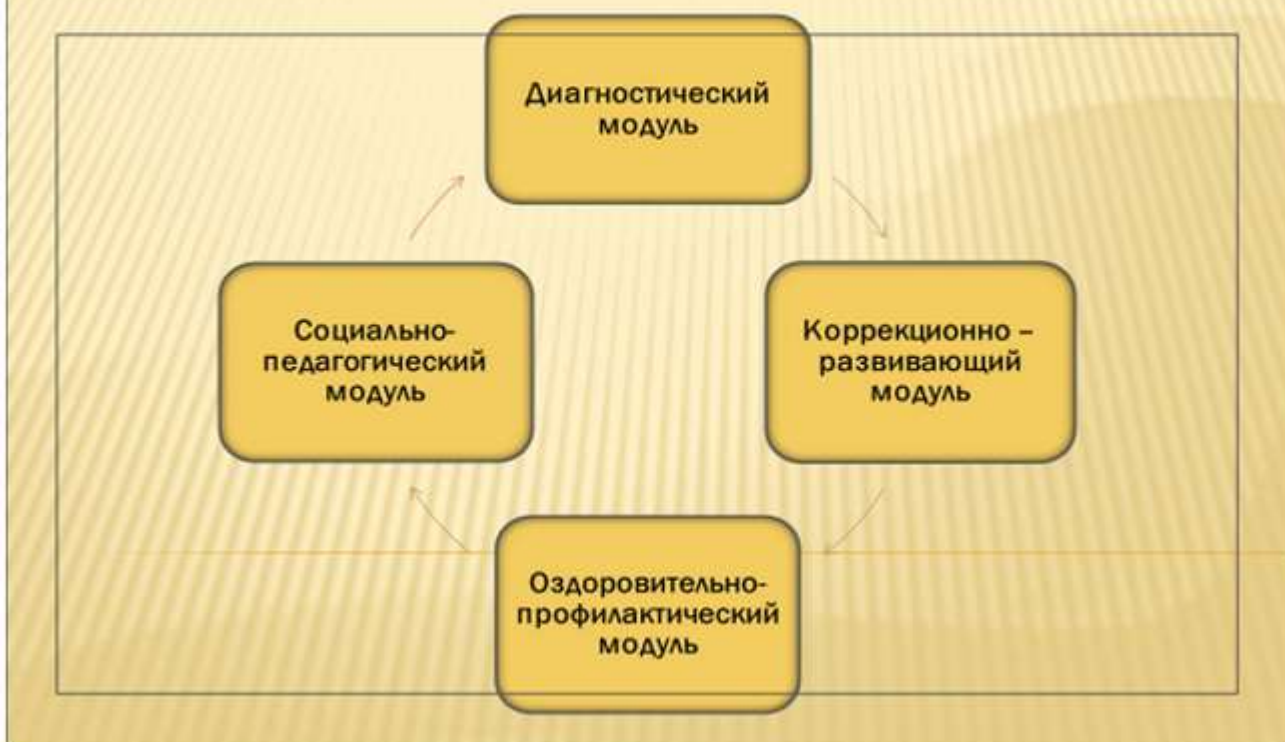 Диагностический
модуль
Социально-
педагогический
модуль
Коррекционно –
развивающий
модуль
Оздоровительно-
профилактический
модуль